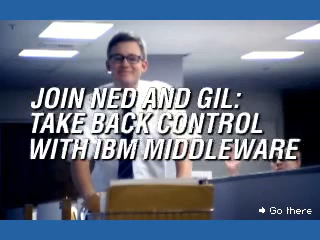 JOIN NED AND GIL:
TAKE BACK CONTROL
WITH IBM MIDDLEWARE
Go there